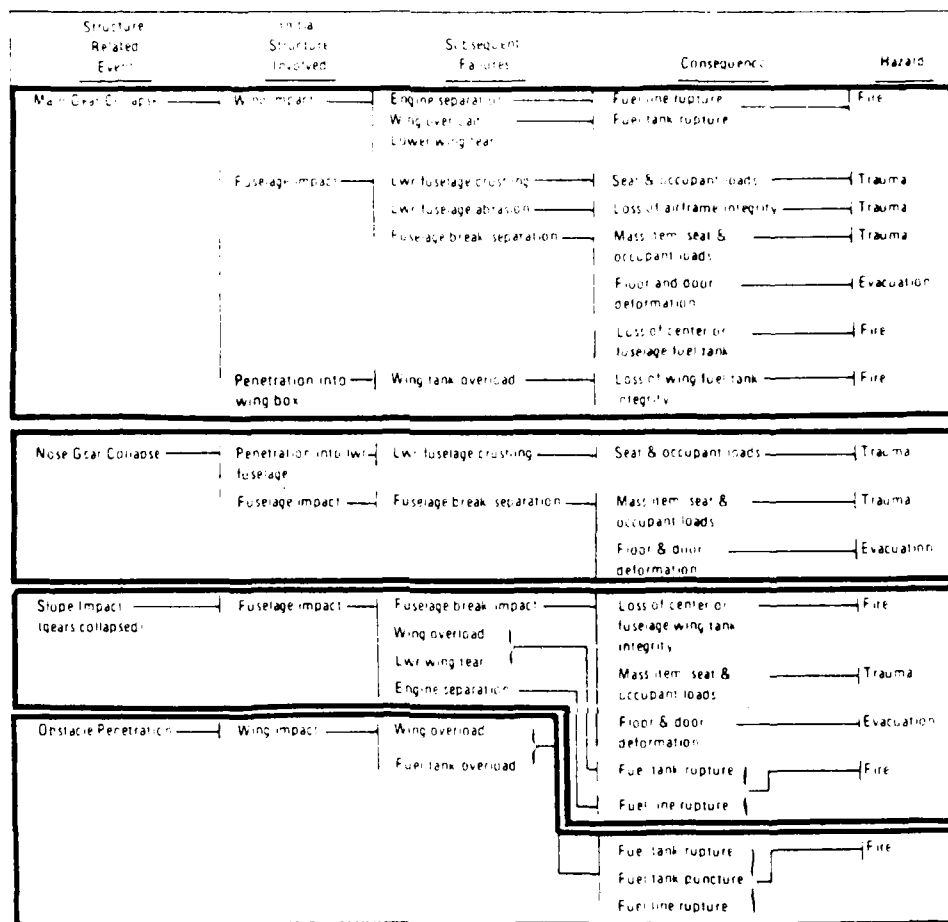 Structure
Related
Event
Initial
Structure
Involved
Subsequent
Failures
Consequence
Hazard
Main Gear Collapse
Wing impact
Engine separation
Fuel line rupture
Fire
Wing overload
Fuel tank rupture
Lower wing tear
Fuselage impact
Lwr fuselage crushing
Seat & occupant loads
Trauma
Lwr fuselage abrasion
Loss of airframe integrity
Trauma
Fuselage break separation
Mass item seat &
occupant loads
Trauma
Floor and door
deformation
Evacuation
Loss of center or
fuselage fuel tank
Fire
Penetration into
wing box
Wing tank overload
Loss of wing fuel tank
integrity
Fire
Nose Gear Collapse
Penetration into lwr
fuselage
Lwr fuselage crushing
Seat & occupant loads
Trauma
Fuselage impact
Fuselage break separation
Mass item seat &
occupant loads
Trauma
Floor & door
deformation
Evacuation
Slope Impact
(gears collapsed)
Fuselage impact
Fuselage break impact
Loss of center or
fuselage wing tank
integrity
Fire
Wing overload
Lwr wing tear
Engine separation
Mass item seat &
occupant loads
Trauma
Floor & door
deformation
Evacuation
Fuel tank rupture
Fire
Fuel line rupture
Obstacle Penetration
Wing impact
Wing overload
Fuel tank overload
Fuel tank rupture
Fire
Fuel tank puncture
Fuel line rupture